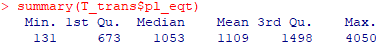 > summary(T_trans$pl_eqt)
Min. 1st Qu. Median Mean 3rd Qu. Max.
131 673 1053 1109 1498 4050